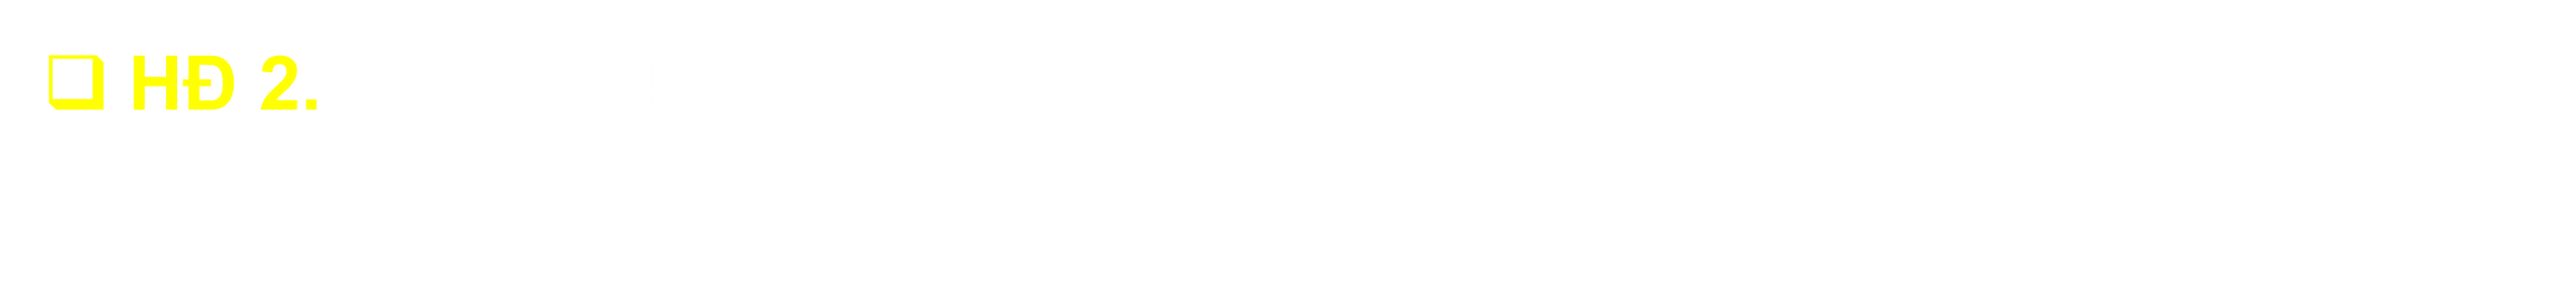 ❑ HĐ 2.